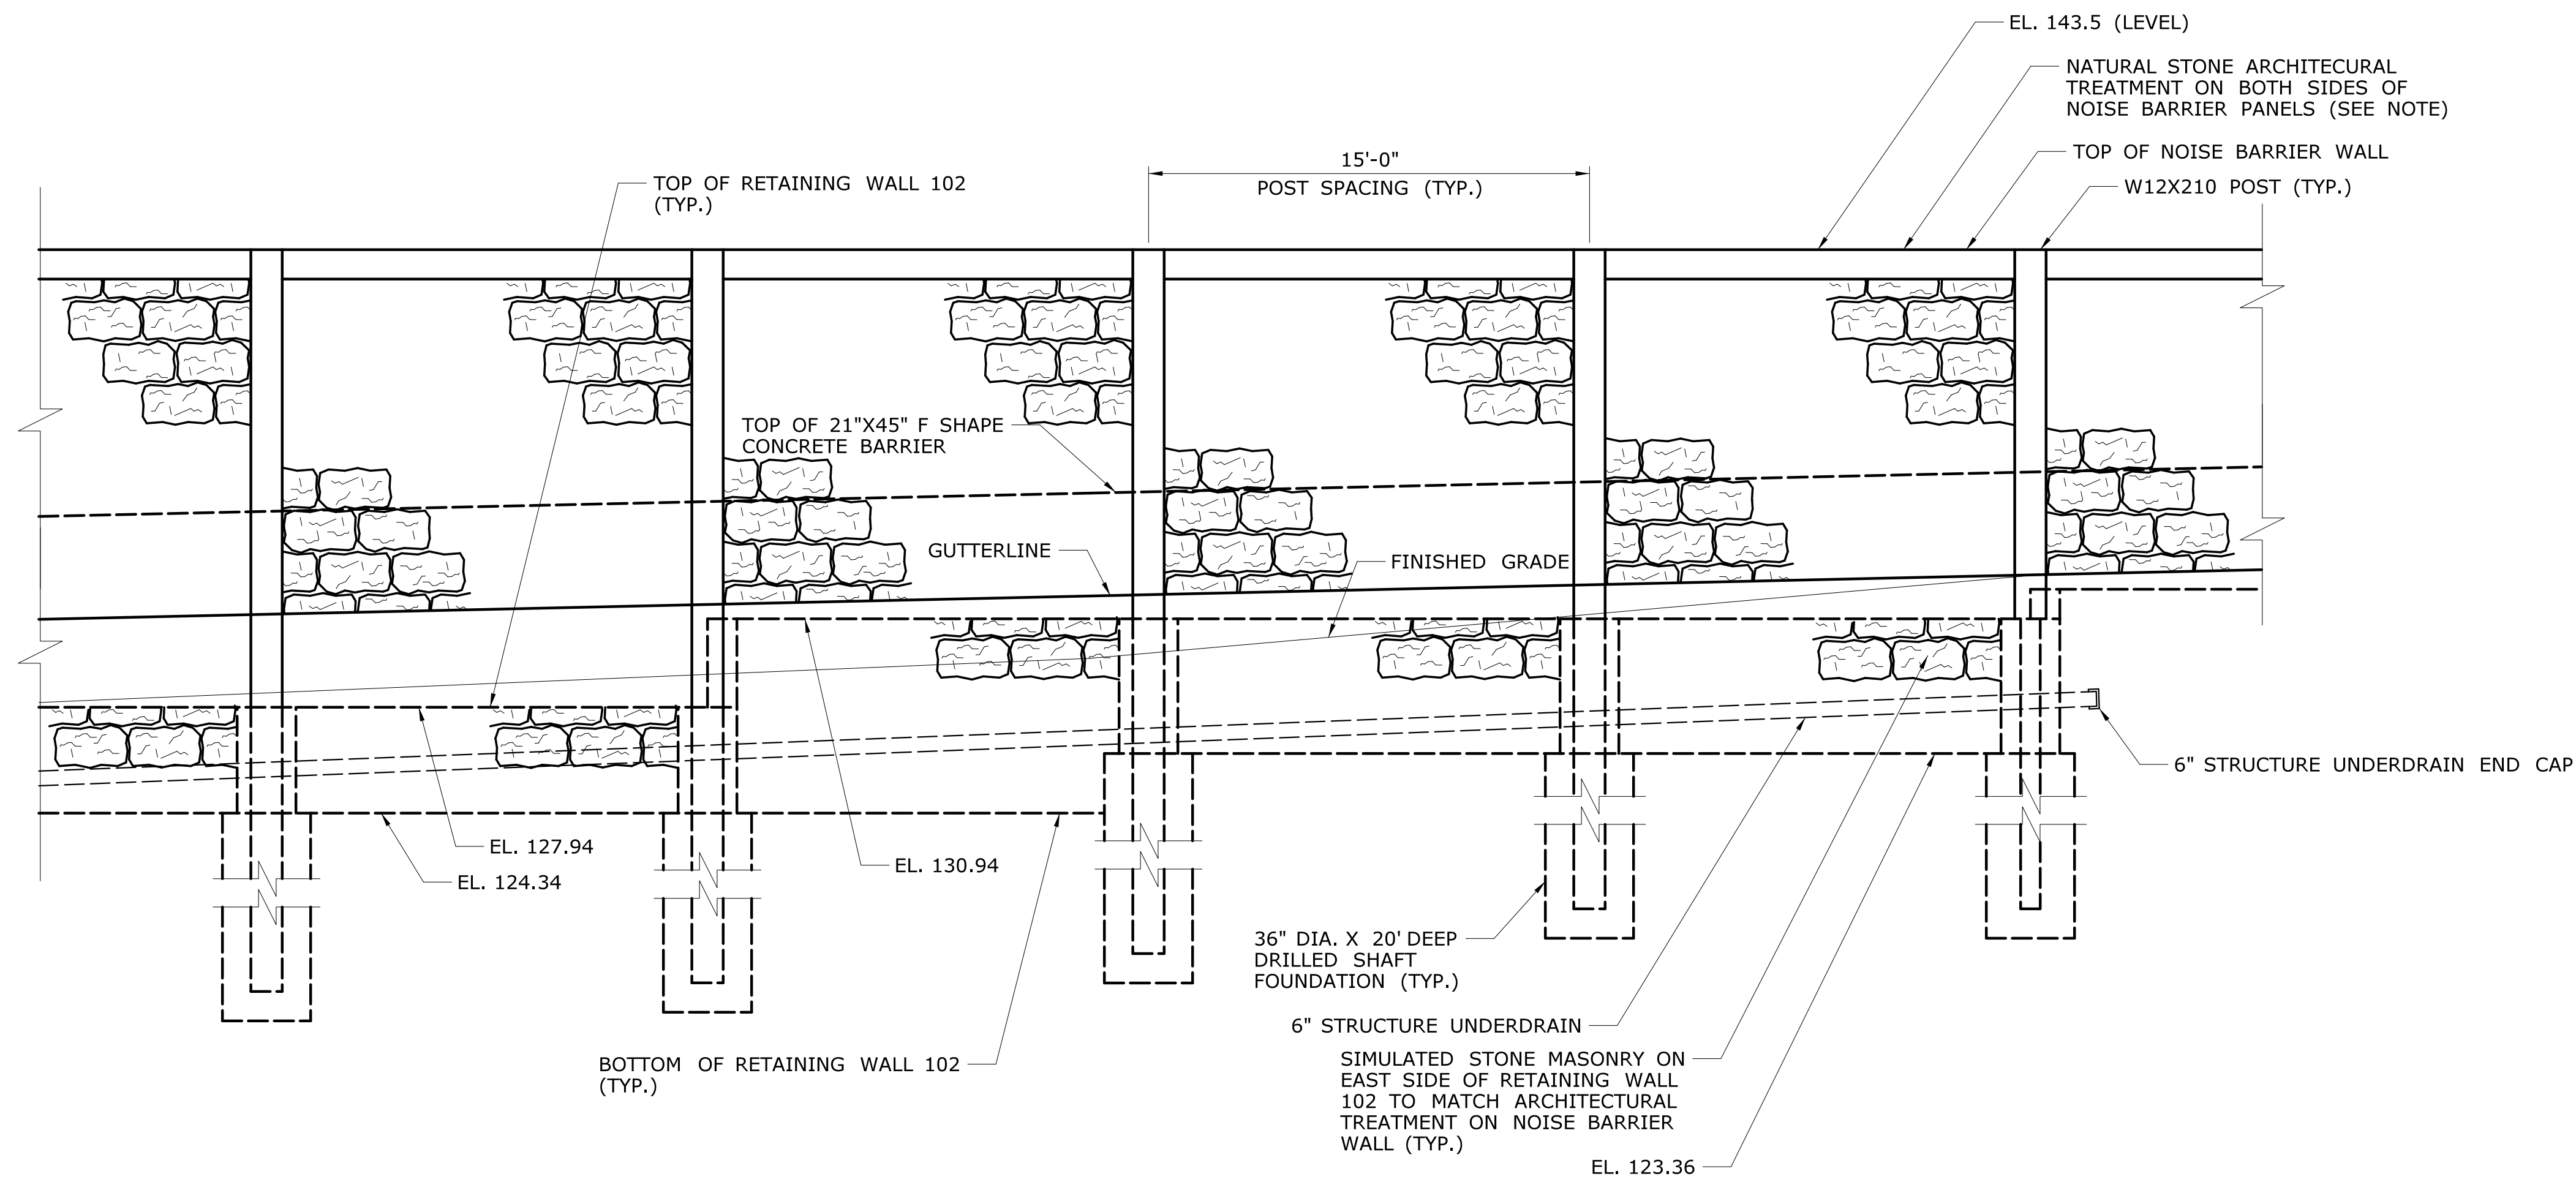 EL. 143.5 (LEVEL)
NATURAL STONE ARCHITECURAL
TREATMENT ON BOTH SIDES OF
NOISE BARRIER PANELS (SEE NOTE)
TOP OF NOISE BARRIER WALL
W12X210 POST (TYP.)
15'-0"
POST SPACING (TYP.)
TOP OF RETAINING WALL 102
(TYP.)
TOP OF 21"X45" F SHAPE
CONCRETE BARRIER
GUTTERLINE
FINISHED GRADE
6" STRUCTURE UNDERDRAIN END CAP
EL. 127.94
EL. 124.34
EL. 130.94
36" DIA. X 20' DEEP
DRILLED SHAFT
FOUNDATION (TYP.)
6" STRUCTURE UNDERDRAIN
BOTTOM OF RETAINING WALL 102
(TYP.)
SIMULATED STONE MASONRY ON
EAST SIDE OF RETAINING WALL
102 TO MATCH ARCHITECTURAL
TREATMENT ON NOISE BARRIER
WALL (TYP.)
EL. 123.36